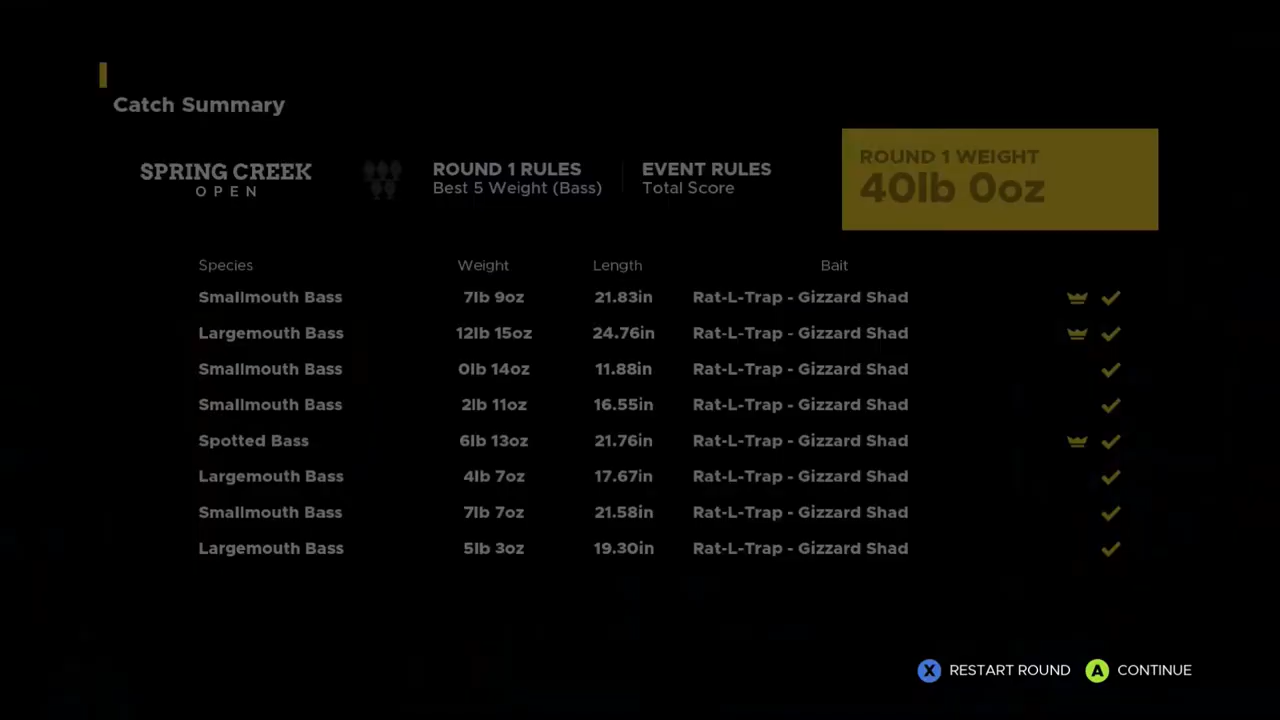 Catch Summary
SPRING CREEK
OPEN
ROUND 1 RULES
Best 5 Weight (Bass)
EVENT RULES
Total Score
ROUND 1 WEIGHT
40lb 0oz
Species Weight Length Bait
Smallmouth Bass 7lb 9oz 21.83in Rat-L-Trap - Gizzard Shad
Largemouth Bass 12lb 15oz 24.76in Rat-L-Trap - Gizzard Shad
Smallmouth Bass 0lb 14oz 11.88in Rat-L-Trap - Gizzard Shad
Smallmouth Bass 2lb 11oz 16.55in Rat-L-Trap - Gizzard Shad
Spotted Bass 6lb 13oz 21.76in Rat-L-Trap - Gizzard Shad
Largemouth Bass 4lb 7oz 17.67in Rat-L-Trap - Gizzard Shad
Smallmouth Bass 7lb 7oz 21.58in Rat-L-Trap - Gizzard Shad
Largemouth Bass 5lb 3oz 19.30in Rat-L-Trap - Gizzard Shad
X RESTART ROUND A CONTINUE